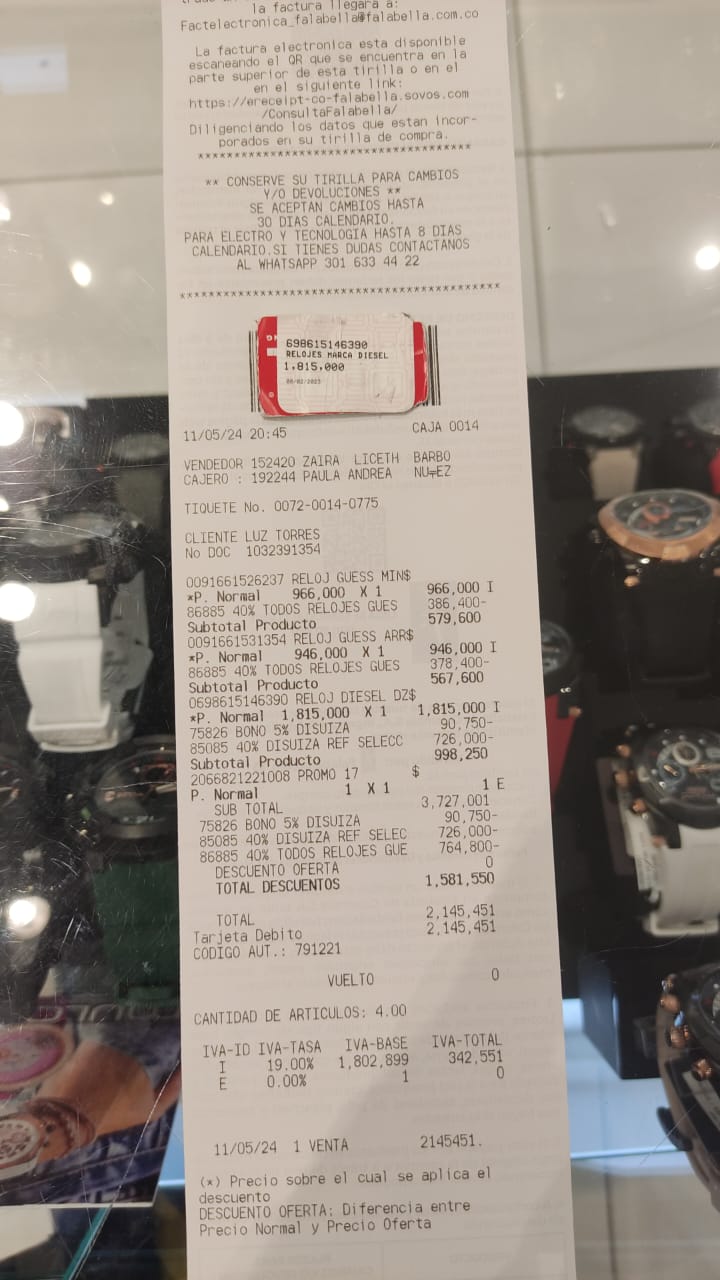 la factura llegara a:
Factelectronica_falabella@falabella.com.co
La factura electronica esta disponible
escaneando el QR que se encuentra en la
parte superior de esta tirilla o en el
en el siguiente link:
https://ereceipt-co-falabella.sovos.com
/ConsultaFalabella/
Diligenciando los datos que estan incor-
porados en su tirilla de compra.
**************************************
** CONSERVE SU TIRILLA PARA CAMBIOS
Y/O DEVOLUCIONES **
SE ACEPTAN CAMBIOS HASTA
30 DIAS CALENDARIO.
PARA ELECTRO Y TECNOLOGIA HASTA 8 DIAS
CALENDARIO.SI TIENES DUDAS CONTACTANOS
AL WHATSAPP 301 633 44 22
********************************************
698615146390
RELOJES MARCA DIESEL
1,815,000
11/05/24 20:45 CAJA 0014
VENDEDOR 152420 ZAIRA LICETH BARBO
CAJERO : 192244 PAULA ANDREA NU╤EZ
TIQUETE No. 0072-0014-0775
CLIENTE LUZ TORRES
No DOC 1032391354
0091661526237 RELOJ GUESS MIN$
*P. Normal 966,000 X 1 966,000 I
86885 40% TODOS RELOJES GUES 386,400-
Subtotal Producto 579,600
0091661531354 RELOJ GUESS ARR$
*P. Normal 946,000 X 1 946,000 I
86885 40% TODOS RELOJES GUES 378,400-
Subtotal Producto 567,600
0698615146390 RELOJ DIESEL DZ$
*P. Normal 1,815,000 X 1 1,815,000 I
75826 BONO 5% DISUIZA 90,750-
85085 40% DISUIZA REF SELECC 726,000-
Subtotal Producto 998,250
2066821221008 PROMO 17 $
P. Normal 1 X 1 1 E
SUB TOTAL 3,727,001
75826 BONO 5% DISUIZA 90,750-
85085 40% DISUIZA REF SELEC 726,000-
86885 40% TODOS RELOJES GUE 764,800-
DESCUENTO OFERTA 0
TOTAL DESCUENTOS 1,581,550
TOTAL 2,145,451
Tarjeta Debito 2,145,451
CODIGO AUT.: 791221
VUELTO 0
CANTIDAD DE ARTICULOS: 4.00
IVA-ID IVA-TASA IVA-BASE IVA-TOTAL
I 19.00% 1,802,899 342,551
E 0.00% 1 0
11/05/24 1 VENTA 2145451.
(*) Precio sobre el cual se aplica el
descuento
DESCUENTO OFERTA: Diferencia entre
Precio Normal y Precio Oferta